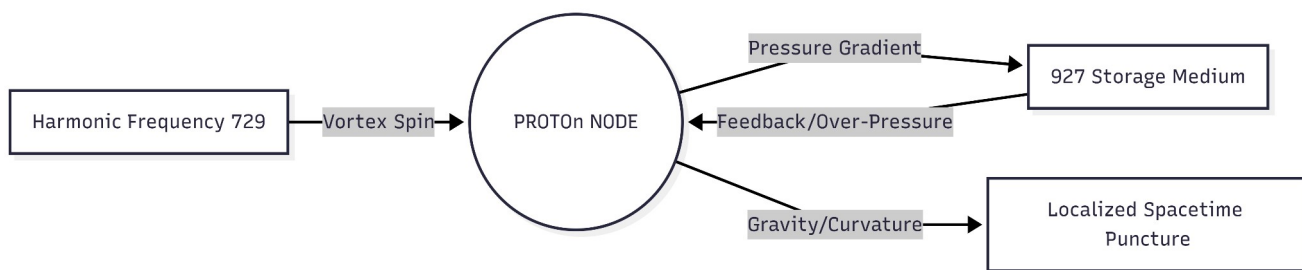 Harmonic Frequency 729
Vortex Spin
PROTOn NODE
Pressure Gradient
927 Storage Medium
Feedback/Over-Pressure
Gravity/Curvature
Localized Spacetime
Puncture